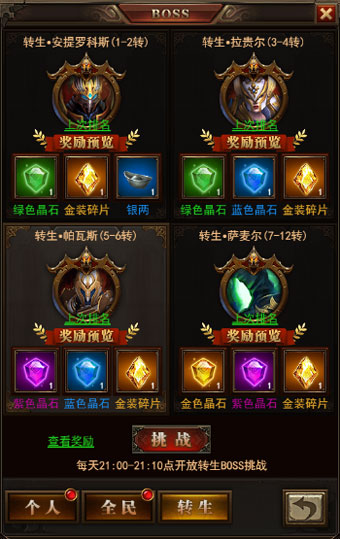 BOSS
转生•安提罗科斯(1-2转)
转生•拉贵尔(3-4转)
上次排名
上次排名
奖励预览
奖励预览
1 1 1
1 1 1
绿色晶石 金装碎片 银两
绿色晶石 蓝色晶石 金装碎片
转生•帕瓦斯(5-6转)
转生•萨麦尔(7-12转)
上次排名
上次排名
奖励预览
奖励预览
1 1 1
1 1 1
紫色晶石 蓝色晶石 金装碎片
金色晶石 紫色晶石 金装碎片
查看奖励
挑战
每天21:00-21:10点开放转生BOSS挑战
个人 全民 转生